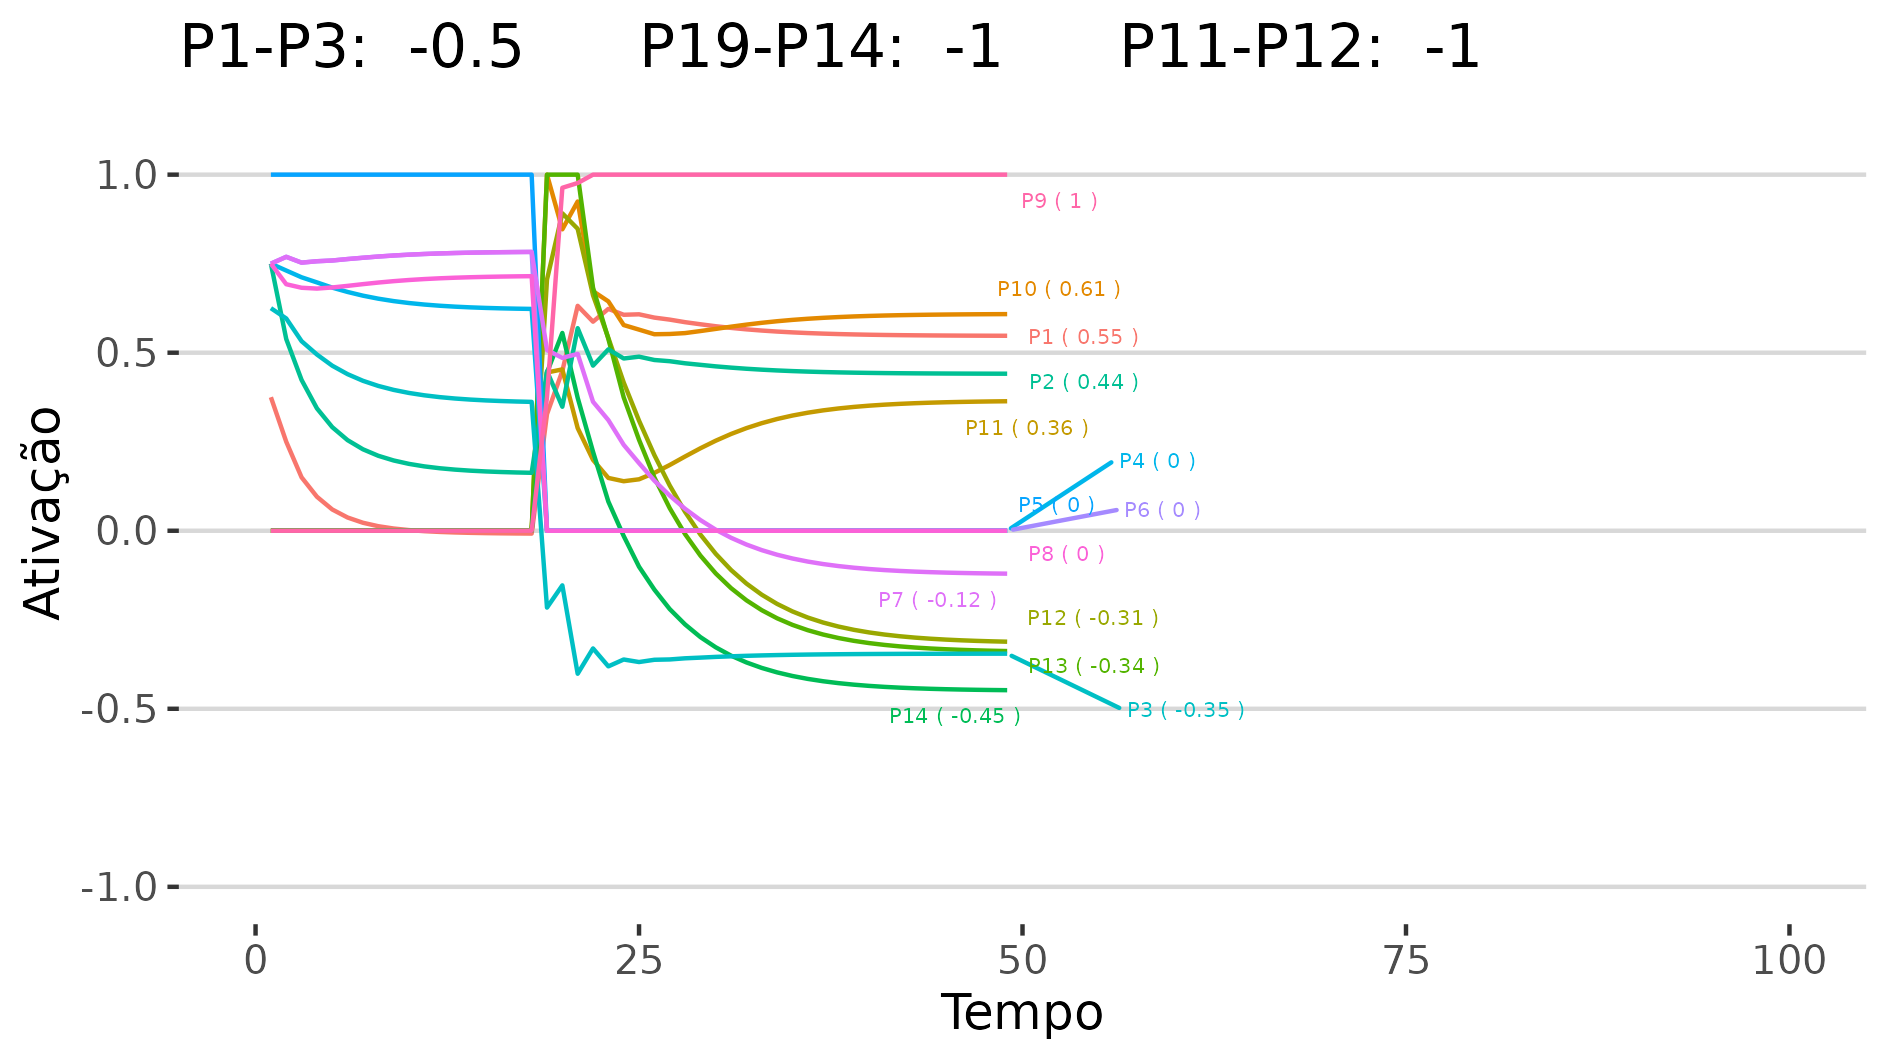 P1-P3:  -0.5   P19-P14:  -1   P11-P12:  -1
1.0
0.5
0.0
-0.5
-1.0
Ativação
P9 ( 1 )
P10 ( 0.61 )
P1 ( 0.55 )
P2 ( 0.44 )
P11 ( 0.36 )
P4 ( 0 )
P5 ( 0 )
P6 ( 0 )
P8 ( 0 )
P7 ( -0.12 )
P12 ( -0.31 )
P13 ( -0.34 )
P3 ( -0.35 )
P14 ( -0.45 )
0 25 50 75 100
Tempo